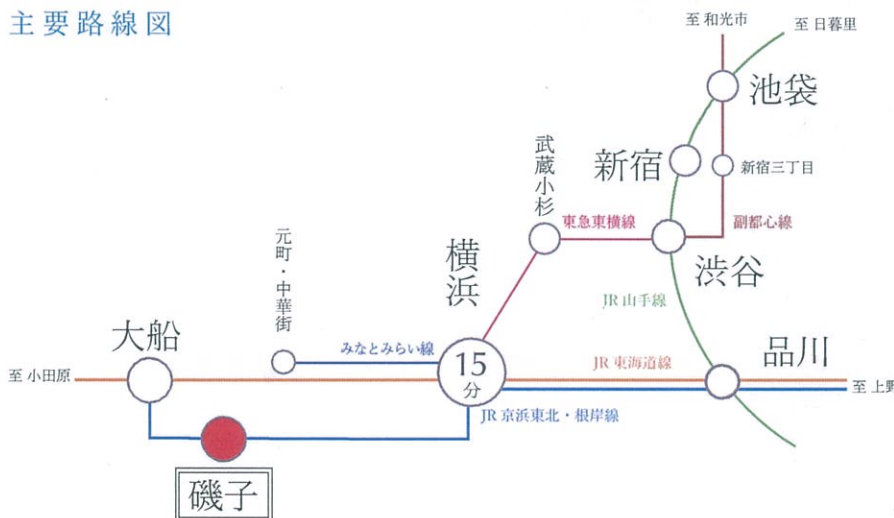 主要路線図
至 和光市
至 日暮里
池袋
新宿
新宿三丁目
武蔵小杉
東急東横線
副都心線
渋谷
元町・中華街
横浜
JR 山手線
大船
みなとみらい線
15
分
JR 東海道線
品川
至 小田原
至 上野
JR 京浜東北・根岸線
磯子